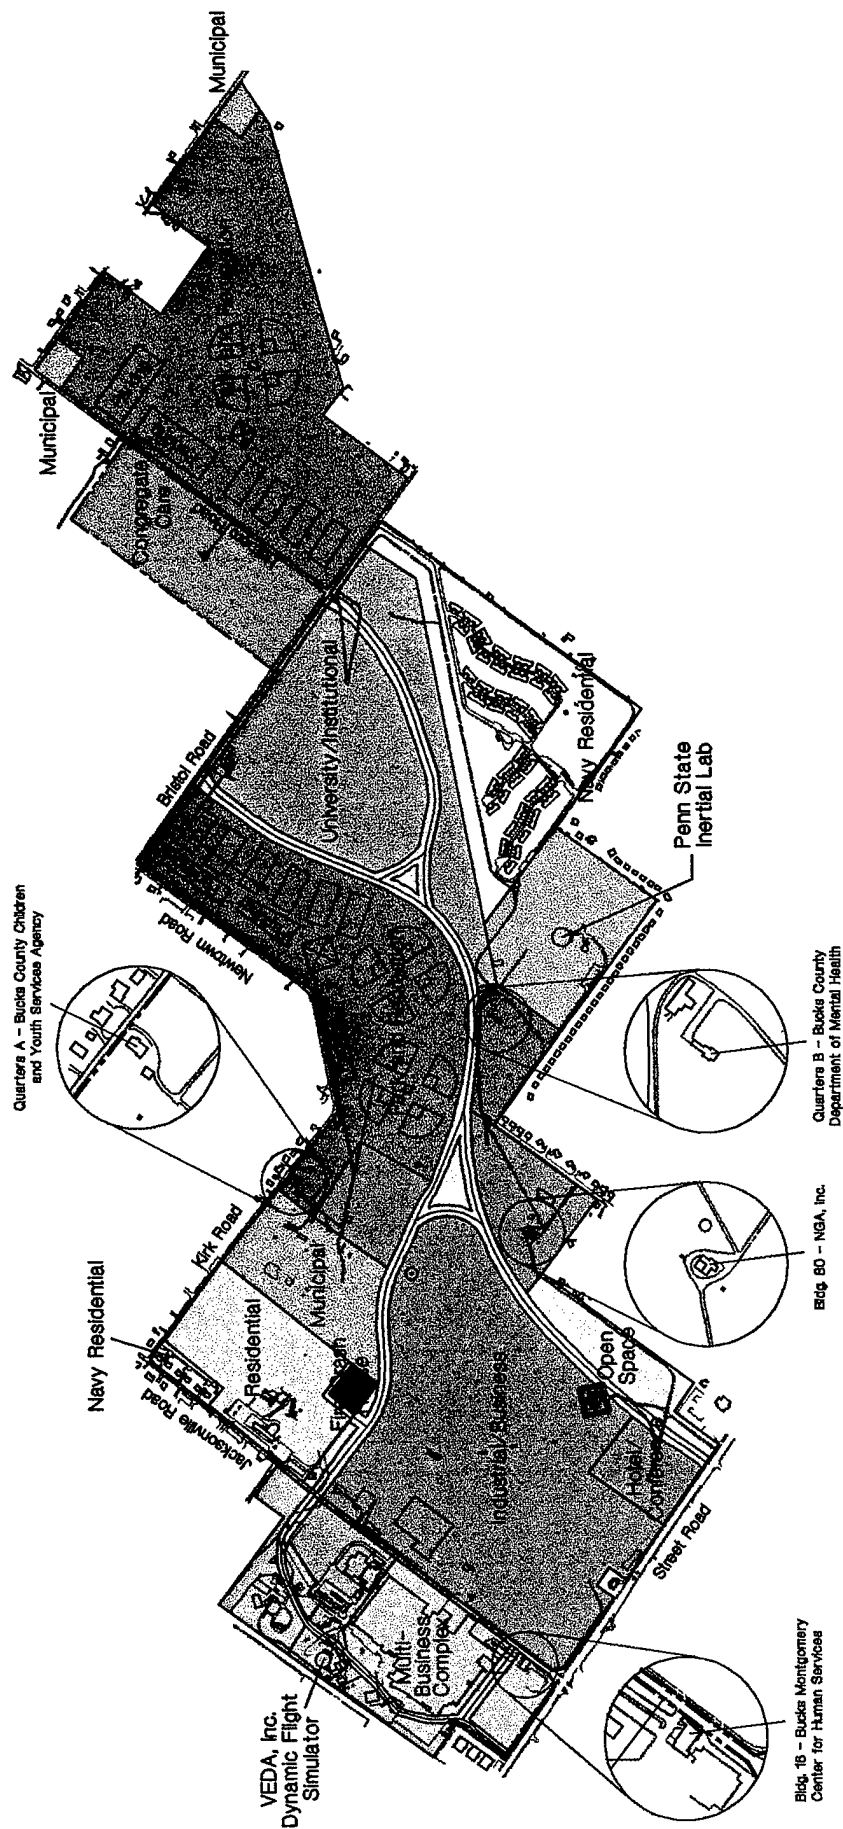 Municipal
Municipal
Congregate
Care
Bristol Road
University/Institutional
Navy Residential
Penn State
Inertial Lab
Newtown Road
Quarters A - Bucks County Children
and Youth Services Agency
Quarters B - Bucks County
Department of Mental Health
Kirk Road
Municipal
Navy Residential
Residential
Jacksonville Road
Bldg. 80 - NGA, Inc.
Open
Space
Industrial/Business
Hotel
Street Road
Multi-
Business
Complex
VEDA, Inc.
Dynamic Flight
Simulator
Bldg. 16 - Bucks Montgomery
Center for Human Services